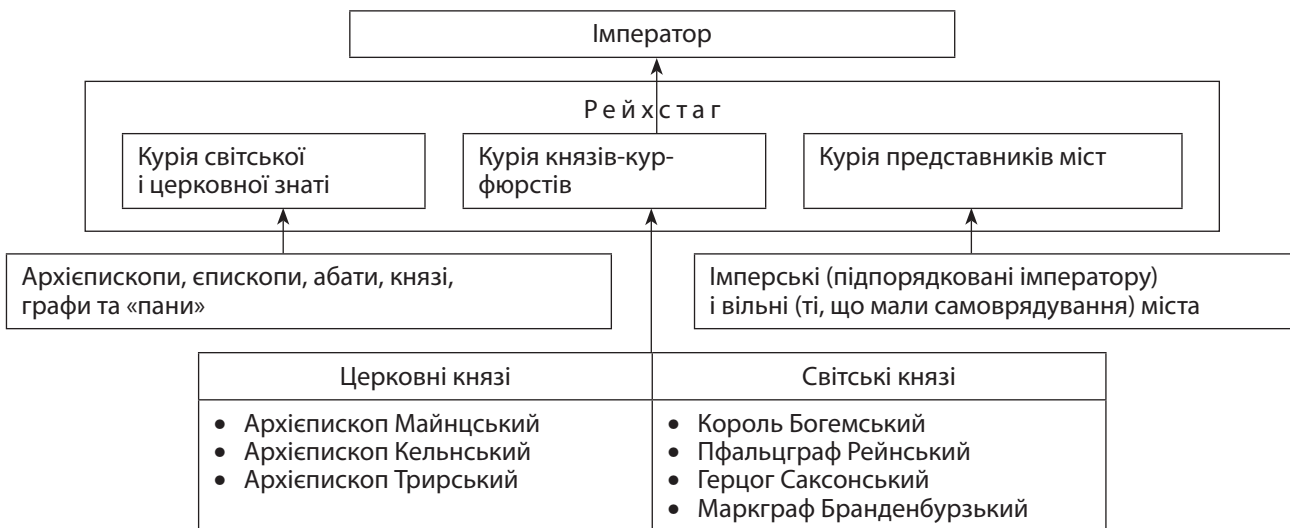 Імператор
Рейхстаг
Курія світської
і церковної знаті
Курія князів-кур-
фюрстів
Курія представників міст
Архієпископи, єпископи, абати, князі,
графи та «пани»
Імперські (підпорядковані імператору)
і вільні (ті, що мали самоврядування) міста
Церковні князі
Світські князі
• Архієпископ Майнцський
• Архієпископ Кельнський
• Архієпископ Трирський
• Король Богемський
• Пфальцграф Рейнський
• Герцог Саксонський
• Маркграф Бранденбурзький